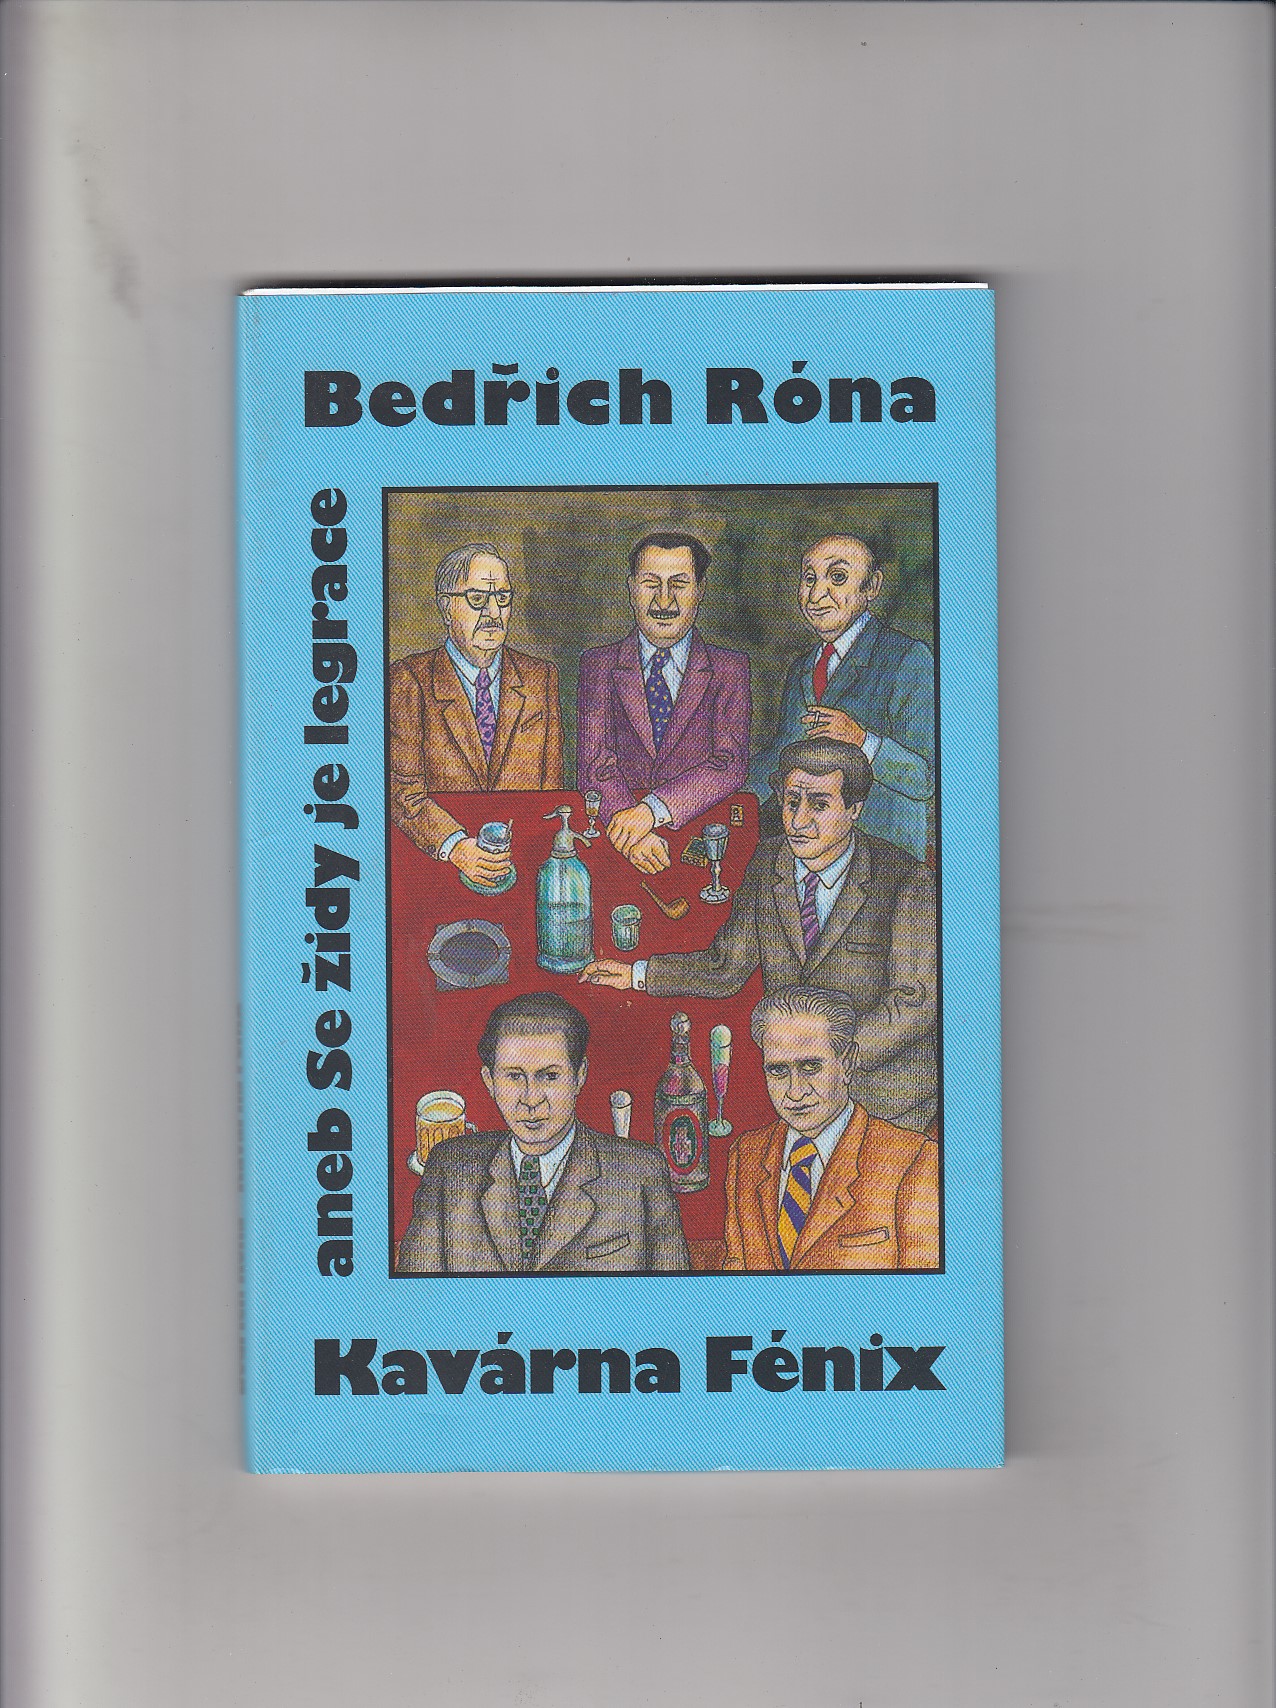 Bedřich Róna
Kavárna Fénix
aneb Se židy je legrace